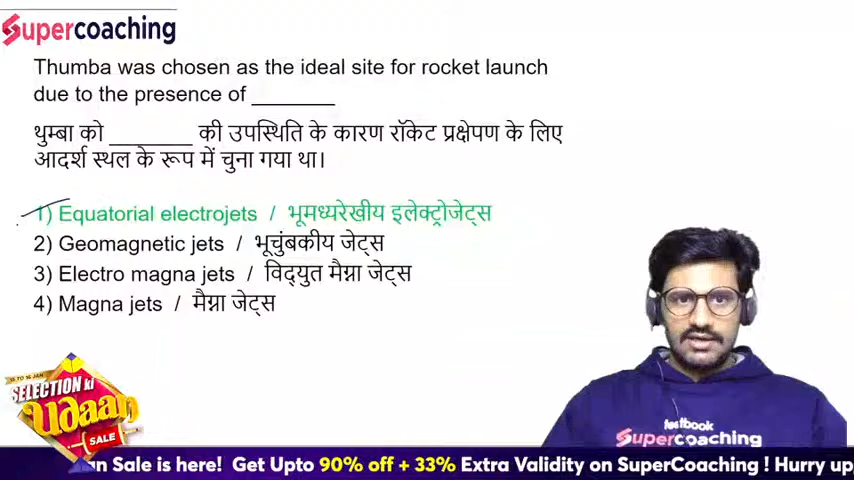 Supercoaching
Thumba was chosen as the ideal site for rocket launch
due to the presence of _______
थुम्बा को _______ की उपस्थिति के कारण रॉकेट प्रक्षेपण के लिए
आदर्श स्थल के रूप में चुना गया था।
1) Equatorial electrojets / भूमध्यरेखीय इलेक्ट्रोजेट्स
2) Geomagnetic jets / भूचुंबकीय जेट्स
3) Electro magna jets / विद्युत मैग्ना जेट्स
4) Magna jets / मैग्ना जेट्स
SELECTION ki
UDAAN
SALE
testbook
Supercoaching
an Sale is here! Get Upto 90% off + 33% Extra Validity on SuperCoaching ! Hurry up